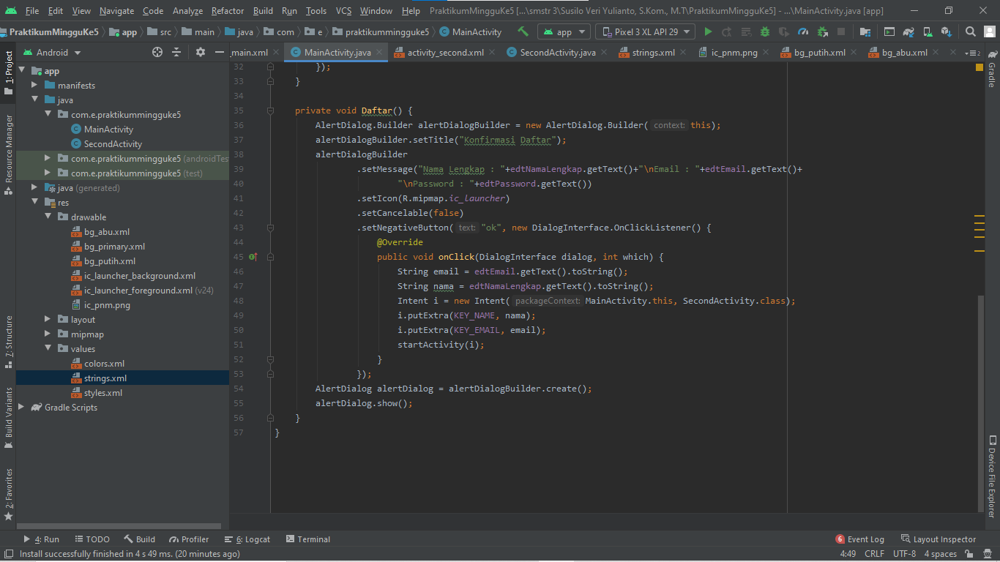 File Edit View Navigate Code Analyze Refactor Build Run Tools VCS Window Help PraktikumMingguKe5 [...\smstr 3\Susilo Veri Yulianto, S.Kom., M.T\PraktikumMingguKe5] - ...\MainActivity.java [app]
PraktikumMingguKe5 app src main java com e praktikummingguke5 MainActivity app Pixel 3 XL API 29
Android _main.xml MainActivity.java activity_second.xml SecondActivity.java strings.xml ic_pnm.png bg_putih.xml bg_abu.xml 2
1: Project
Resource Manager
7: Structure
Build Variants
2: Favorites
app
manifests
java
com.e.praktikummingguke5
MainActivity
SecondActivity
com.e.praktikummingguke5 (androidTes
com.e.praktikummingguke5 (test)
java (generated)
res
drawable
bg_abu.xml
bg_primary.xml
bg_putih.xml
ic_launcher_background.xml
ic_launcher_foreground.xml (v24)
ic_pnm.png
layout
mipmap
values
colors.xml
strings.xml
styles.xml
Gradle Scripts
32 });
33 }
34
35 private void Daftar() {
36 AlertDialog.Builder alertDialogBuilder = new AlertDialog.Builder( context: this);
37 alertDialogBuilder.setTitle("Konfirmasi Daftar");
38 alertDialogBuilder
39 .setMessage("Nama Lengkap : "+edtNamaLengkap.getText()+"\nEmail : "+edtEmail.getText()+
40 "\nPassword : "+edtPassword.getText())
41 .setIcon(R.mipmap.ic_launcher)
42 .setCancelable(false)
43 .setNegativeButton( text: "ok", new DialogInterface.OnClickListener() {
44 @Override
45 public void onClick(DialogInterface dialog, int which) {
46 String email = edtEmail.getText().toString();
47 String nama = edtNamaLengkap.getText().toString();
48 Intent i = new Intent( packageContext: MainActivity.this, SecondActivity.class);
49 i.putExtra(KEY_NAME, nama);
50 i.putExtra(KEY_EMAIL, email);
51 startActivity(i);
52 }
53 });
54 AlertDialog alertDialog = alertDialogBuilder.create();
55 alertDialog.show();
56 }
57 }
Gradle
Device File Explorer
4: Run TODO Build Profiler 6: Logcat Terminal 6 Event Log Layout Inspector
Install successfully finished in 4 s 49 ms. (20 minutes ago) 4:49 CRLF UTF-8 4 spaces